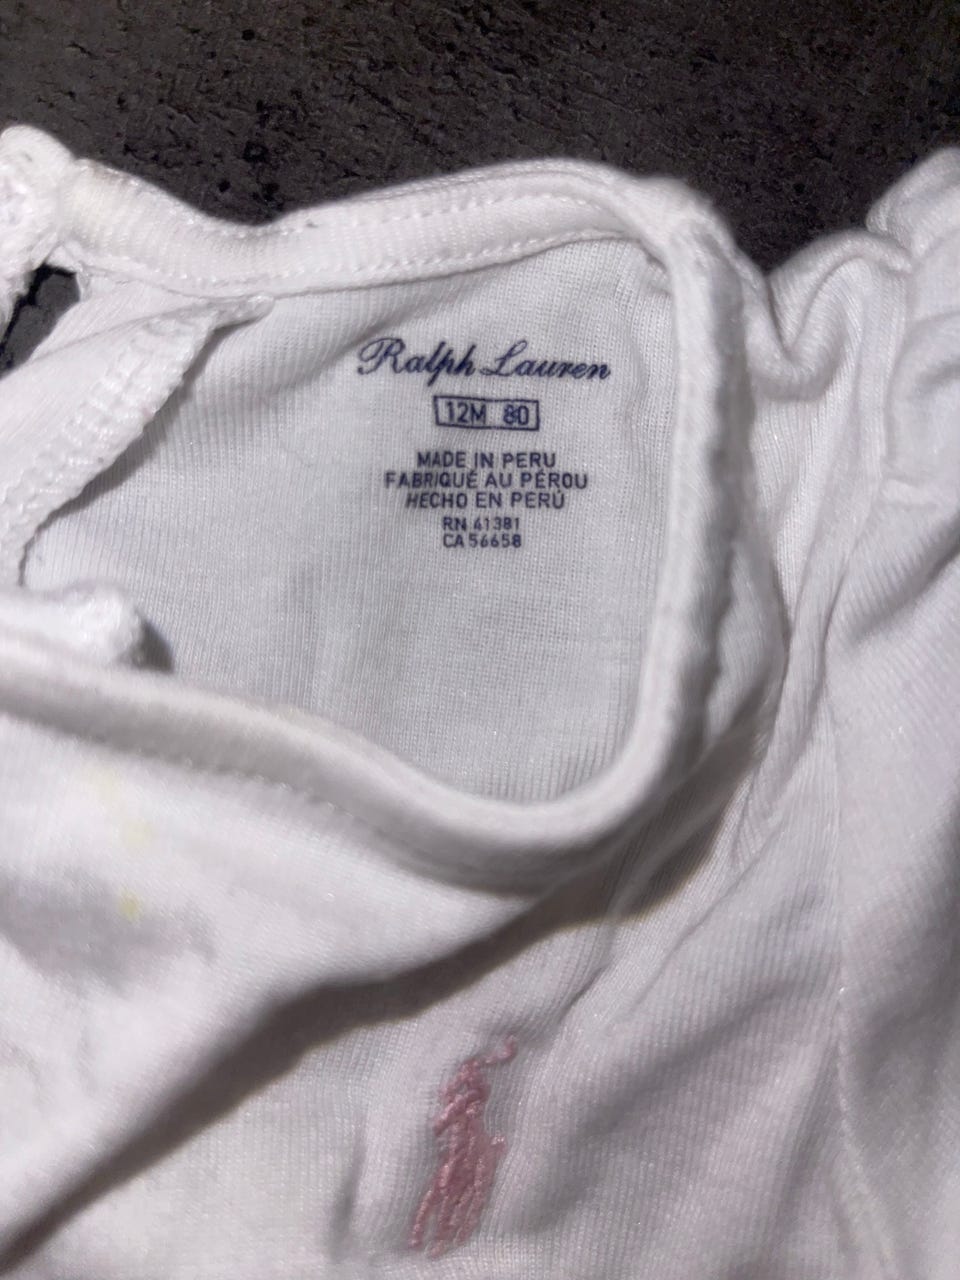 Ralph Lauren
12M 80
MADE IN PERU
FABRIQUÉ AU PÉROU
HECHO EN PERÚ
RN 41381
CA 56658